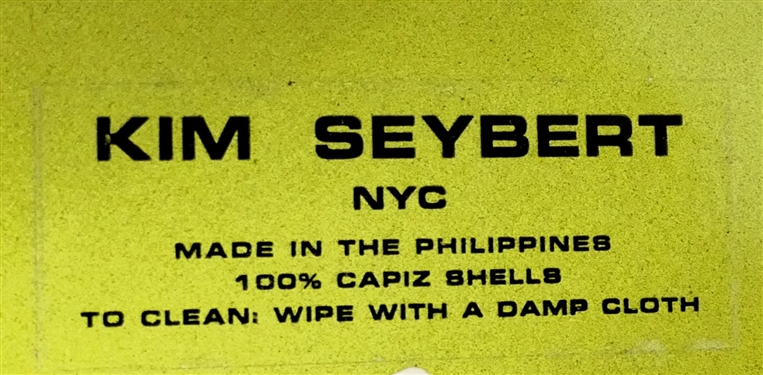 KIM SEYBERT
NYC
MADE IN THE PHILIPPINES
100% CAPIZ SHELLS
TO CLEAN: WIPE WITH A DAMP CLOTH